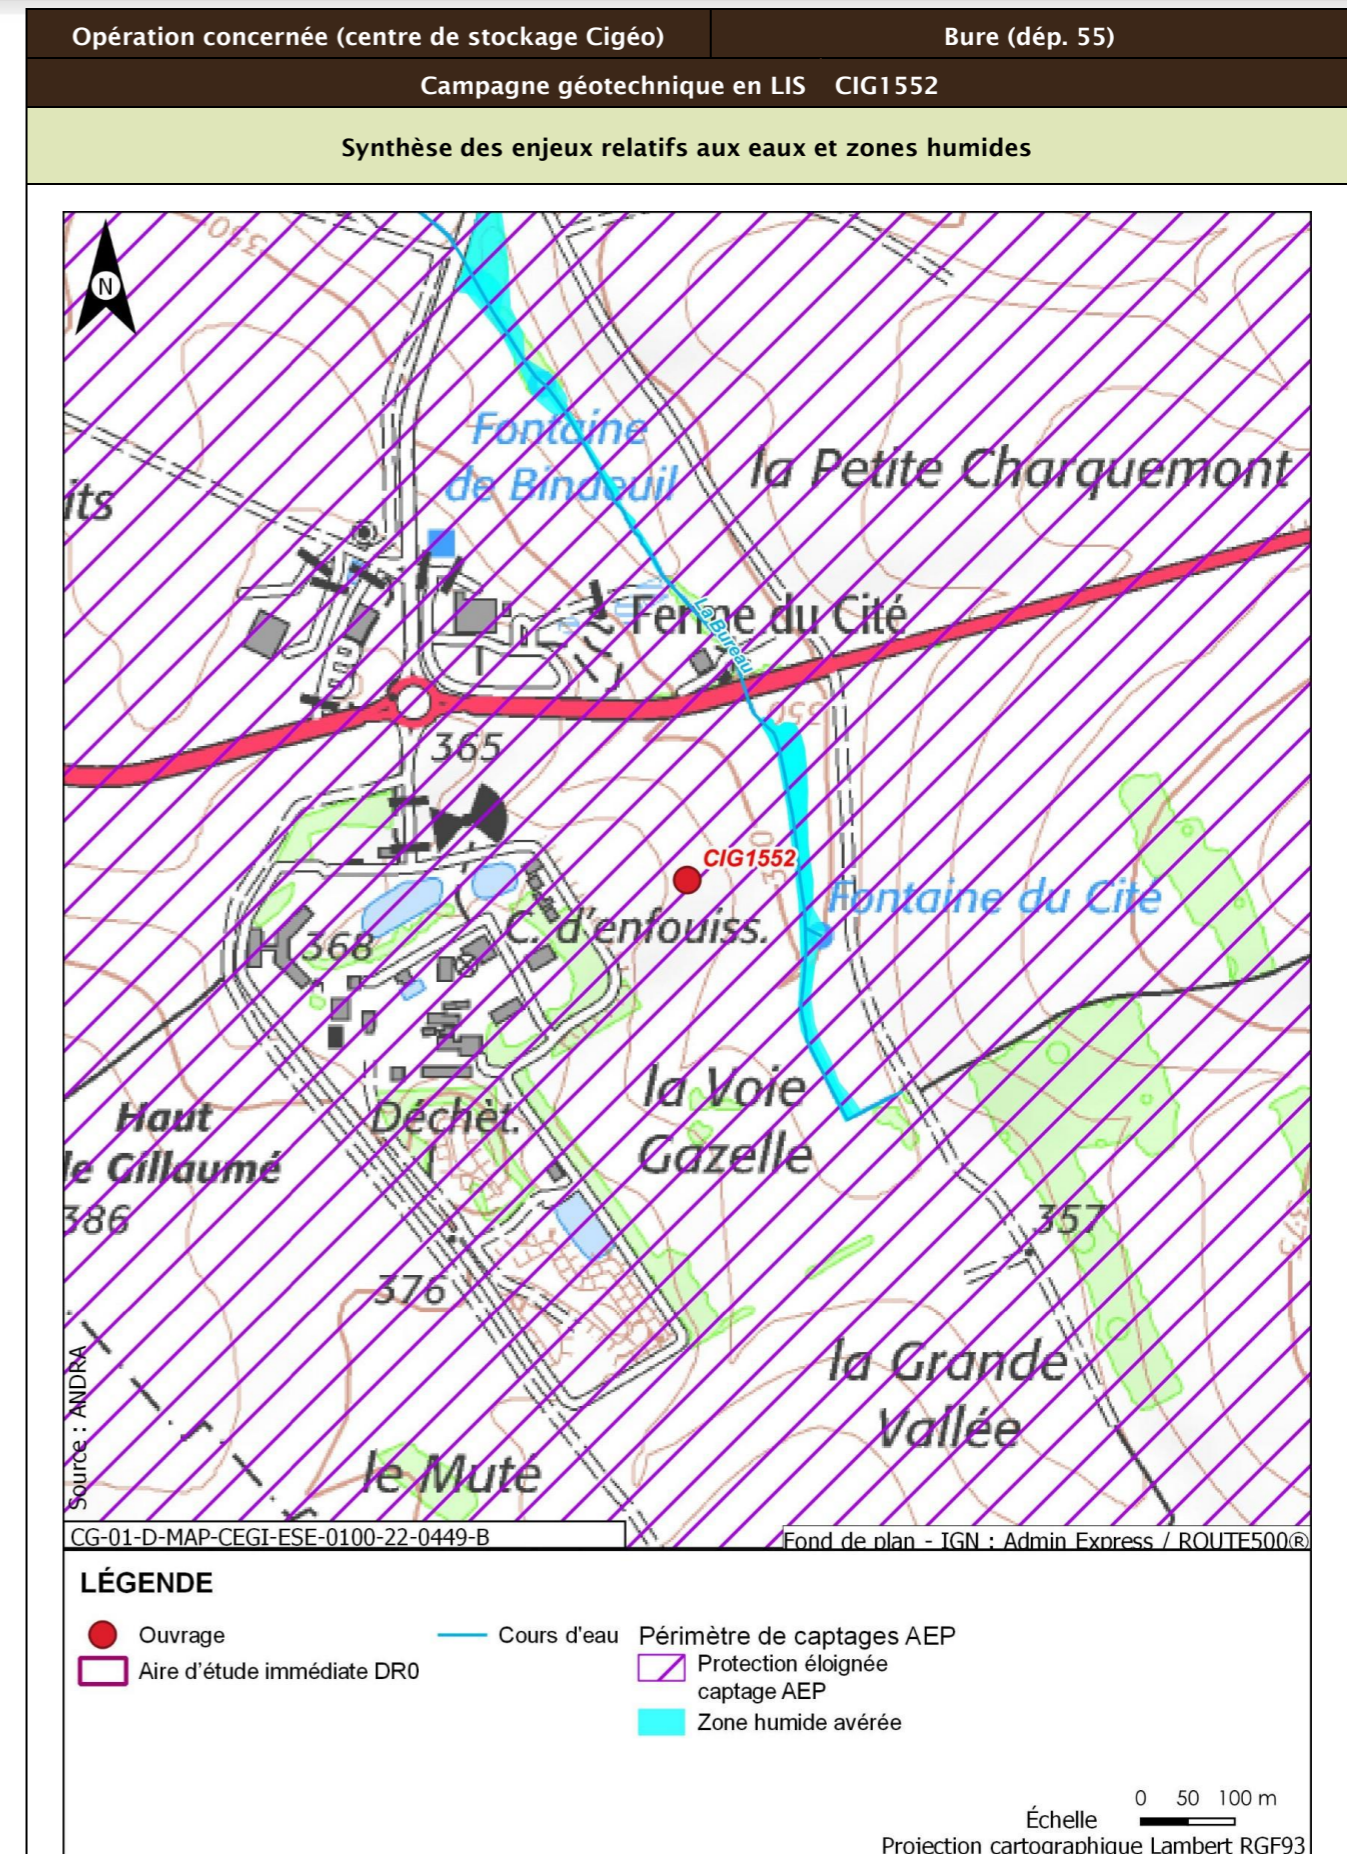 Opération concernée (centre de stockage Cigéo)
Bure (dép. 55)
Campagne géotechnique en LIS CIG1552
Synthèse des enjeux relatifs aux eaux et zones humides
N
350
Fontaine
de Bindeuil
la Petite Charquemont
its
La Bureau
Ferme du Cité
350
365
CIG1552
Fontaine du Cité
C. d'enfouiss.
368
la Voie
Gazelle
Haut
le Gillaumé
386
Déchèt.
357
376
la Grande
Vallée
le Muté
Source : ANDRA
CG-01-D-MAP-CEGI-ESE-0100-22-0449-B
Fond de plan - IGN : Admin Express / ROUTE500®
LÉGENDE
Ouvrage
Aire d'étude immédiate DR0
Cours d'eau
Périmètre de captages AEP
Protection éloignée
captage AEP
Zone humide avérée
0 50 100 m
Échelle
Projection cartographique Lambert RGF93